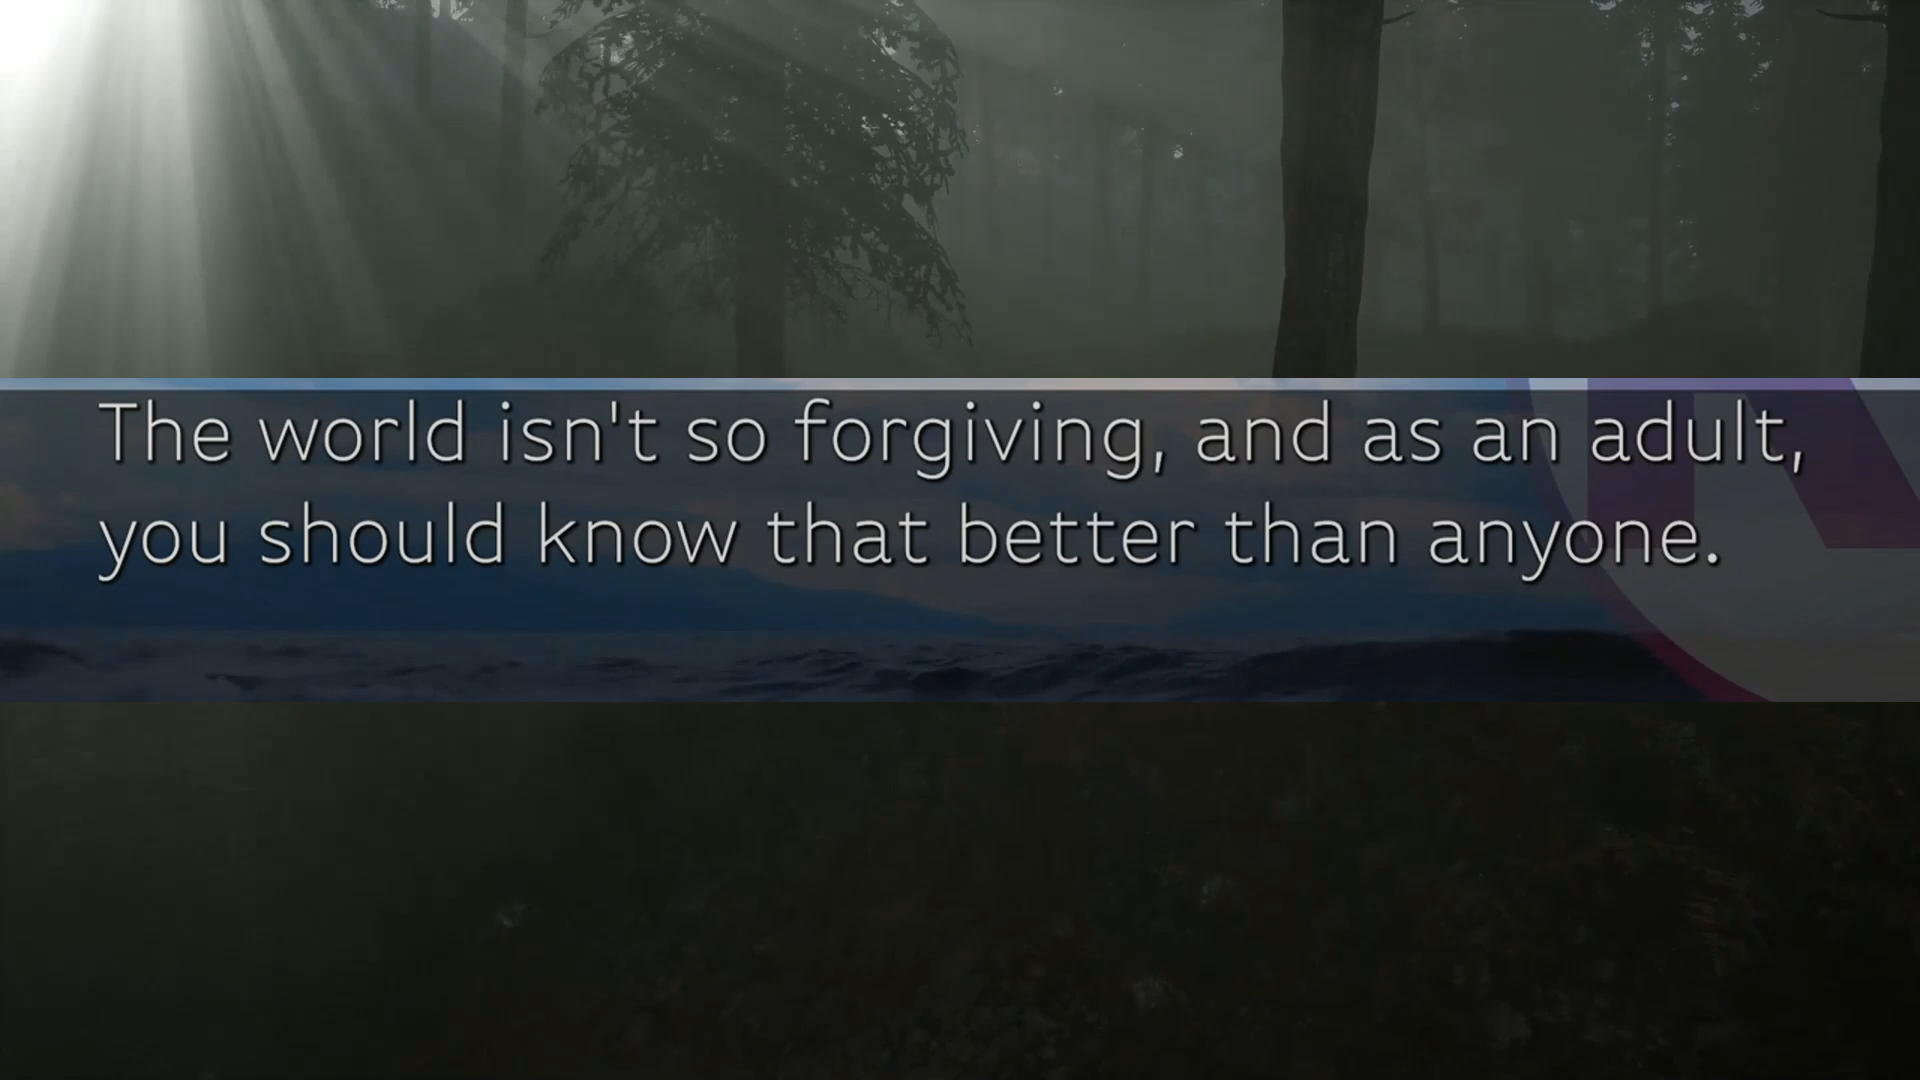 The world isn't so forgiving, and as an adult,
you should know that better than anyone.